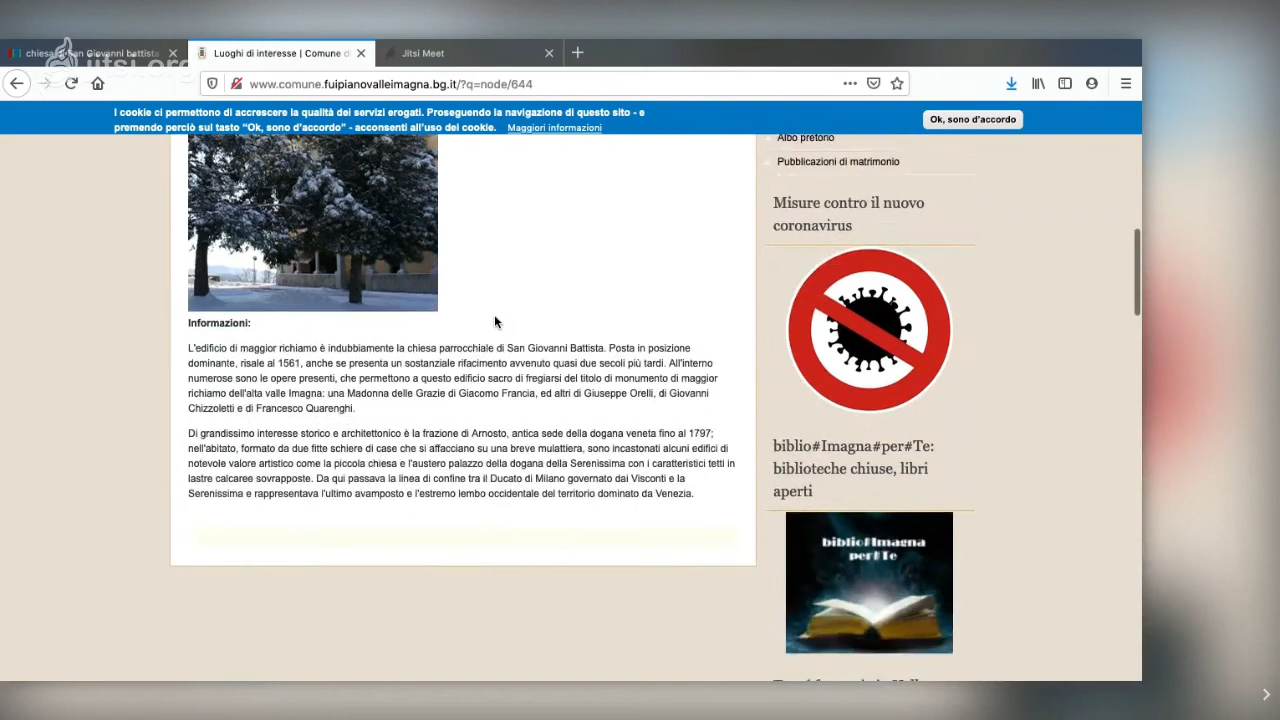 chiesa di San Giovanni battista
Luoghi di interesse | Comune d
Jitsi Meet
jitsi.org
www.comune.fuipianovalleimagna.bg.it/?q=node/644
I cookie ci permettono di accrescere la qualità dei servizi erogati. Proseguendo la navigazione di questo sito - e
premendo perciò sul tasto "Ok, sono d'accordo" - acconsenti all'uso dei cookie. Maggiori informazioni
Ok, sono d'accordo
Albo pretorio
Pubblicazioni di matrimonio
Misure contro il nuovo
coronavirus
Informazioni:
L'edificio di maggior richiamo è indubbiamente la chiesa parrocchiale di San Giovanni Battista. Posta in posizione
dominante, risale al 1561, anche se presenta un sostanziale rifacimento avvenuto quasi due secoli più tardi. All'interno
numerose sono le opere presenti, che permettono a questo edificio sacro di fregiarsi del titolo di monumento di maggior
richiamo dell'alta valle Imagna: una Madonna delle Grazie di Giacomo Francia, ed altri di Giuseppe Orelli, di Giovanni
Chizzoletti e di Francesco Quarenghi.
Di grandissimo interesse storico e architettonico è la frazione di Arnosto, antica sede della dogana veneta fino al 1797;
nell'abitato, formato da due fitte schiere di case che si affacciano su una breve mulattiera, sono incastonati alcuni edifici di
notevole valore artistico come la piccola chiesa e l'austero palazzo della dogana della Serenissima con i caratteristici tetti in
lastre calcaree sovrapposte. Da qui passava la linea di confine tra il Ducato di Milano governato dai Visconti e la
Serenissima e rappresentava l'ultimo avamposto e l'estremo lembo occidentale del territorio dominato da Venezia.
biblio#Imagna#per#Te:
biblioteche chiuse, libri
aperti
biblio#Imagna
per#Te